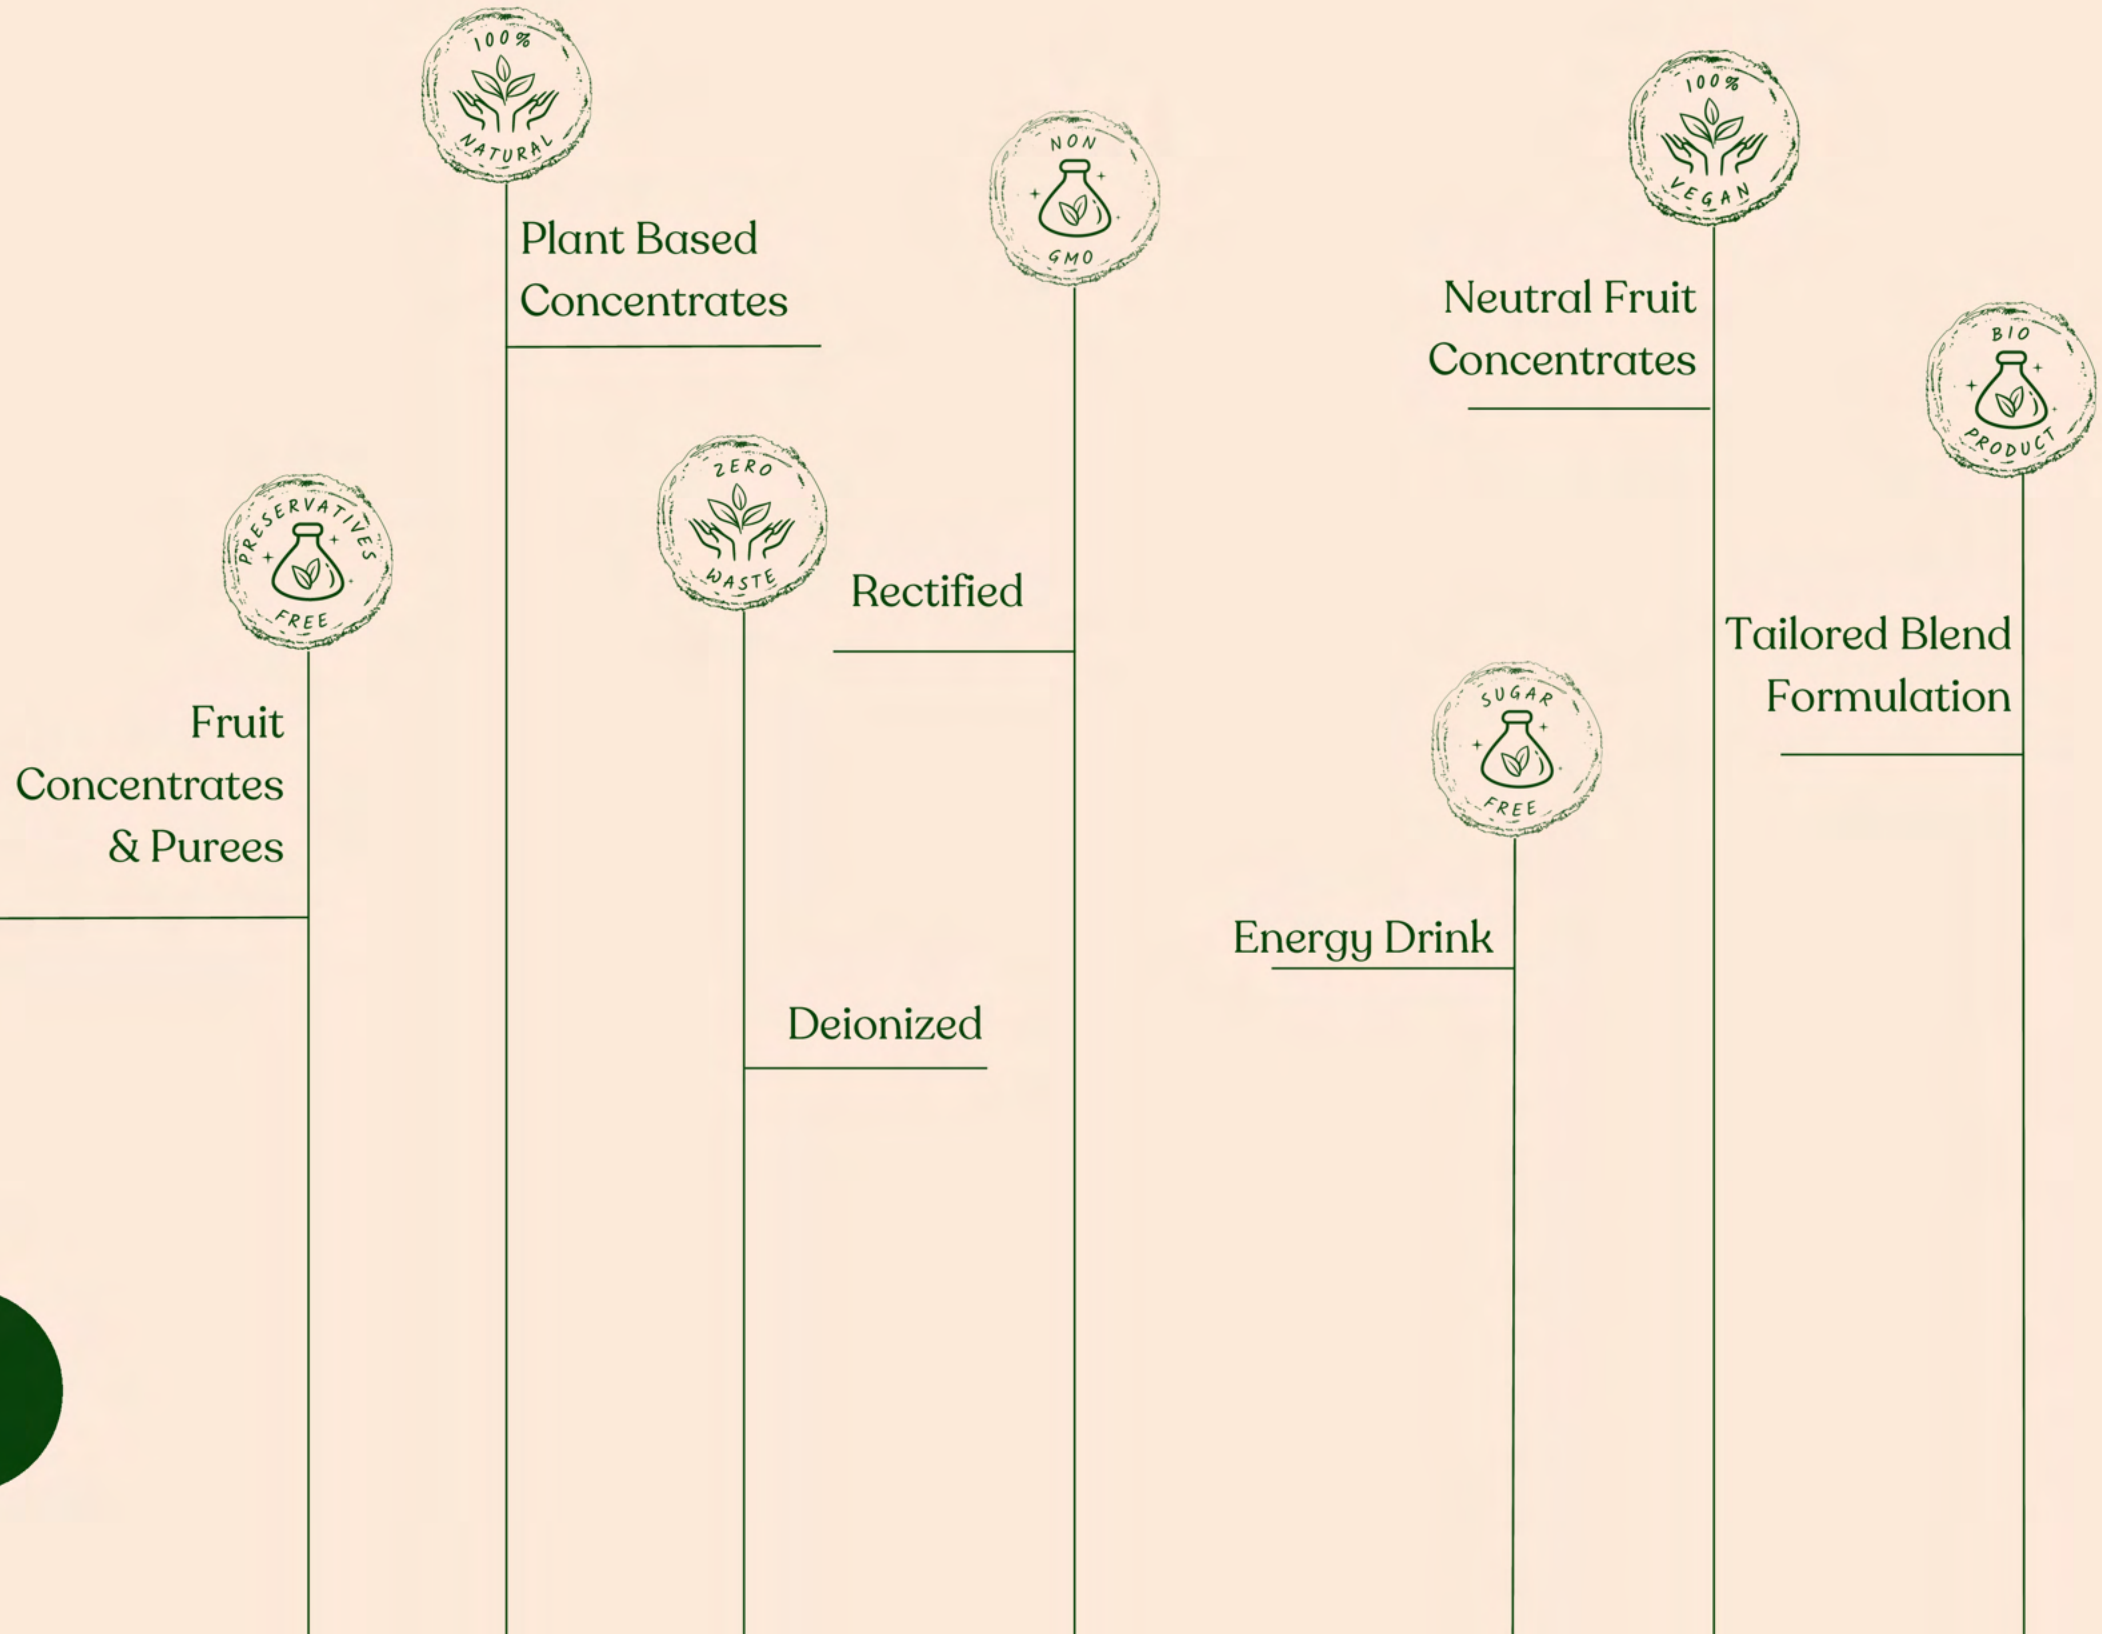 100%
NATURAL
Plant Based
Concentrates
NON
GMO
100%
VEGAN
Neutral Fruit
Concentrates
BIO
PRODUCT
PRESERVATIVES
FREE
Fruit
Concentrates
& Purees
ZERO
WASTE
Rectified
Deionized
SUGAR
FREE
Energy Drink
Tailored Blend
Formulation